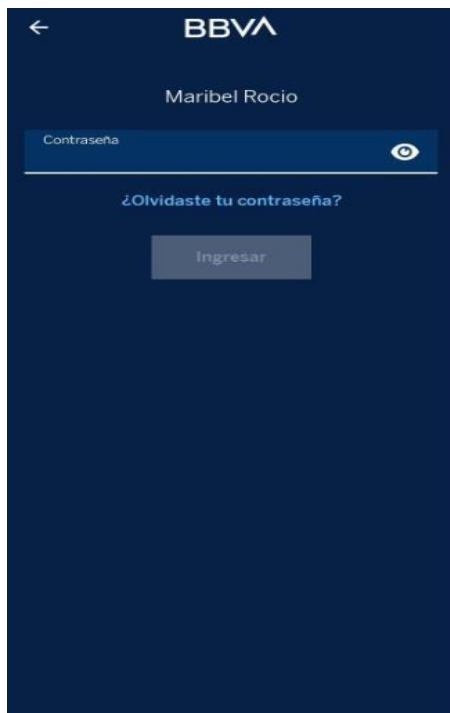 BBVA
Maribel Rocio
Contraseña
¿Olvidaste tu contraseña?
Ingresar